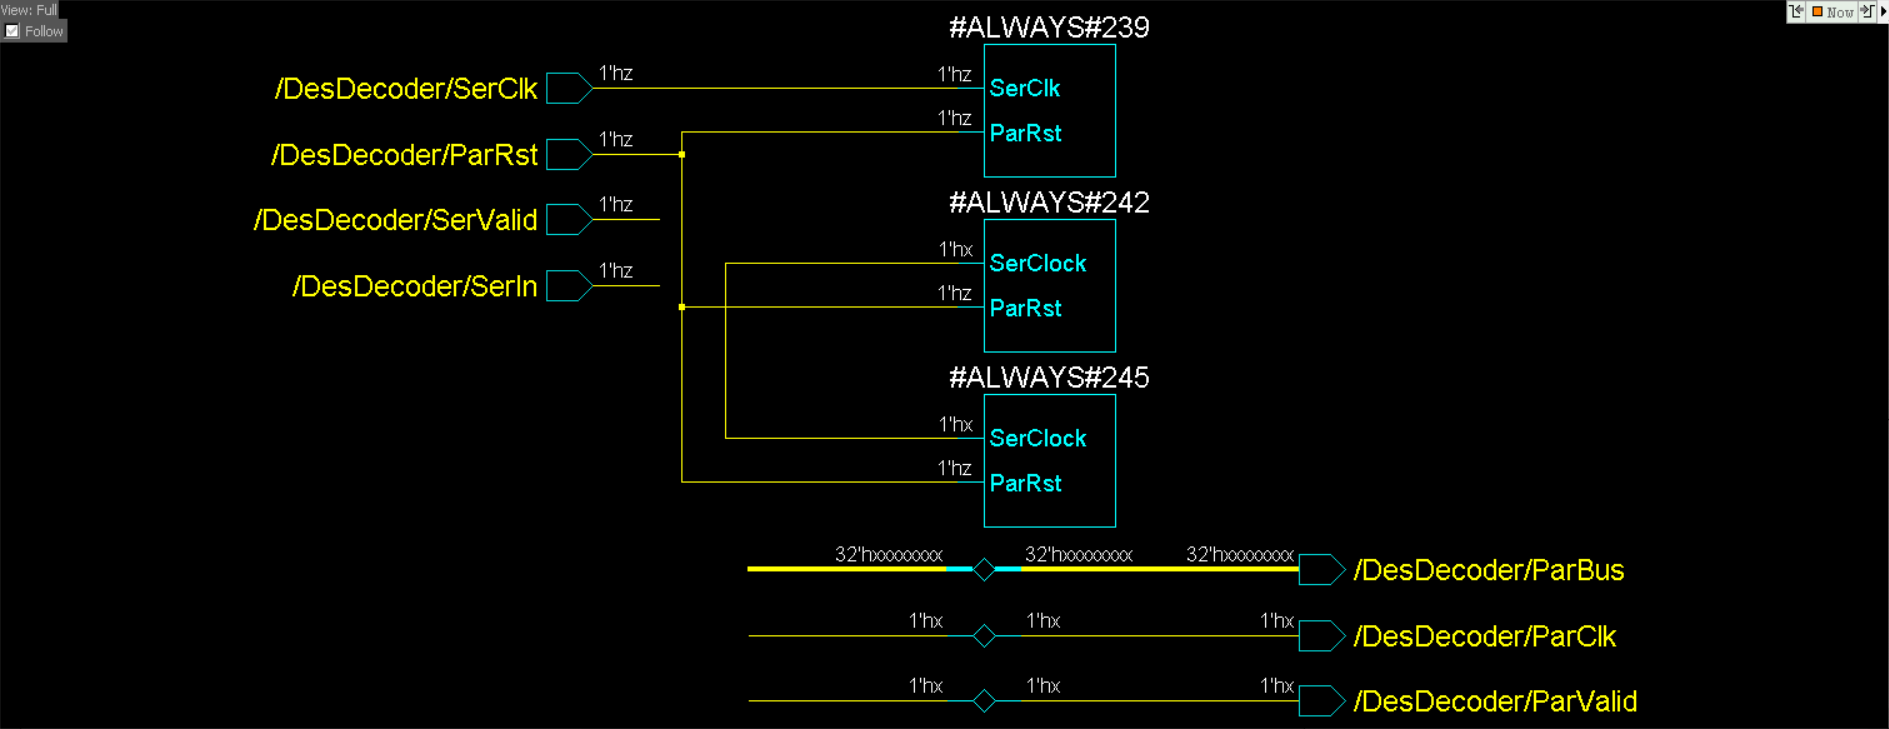 View: Full
Follow
Now
#ALWAYS#239
/DesDecoder/SerClk 1'hz 1'hz SerClk
/DesDecoder/ParRst 1'hz 1'hz ParRst
#ALWAYS#242
/DesDecoder/SerValid 1'hz
1'hx SerClock
/DesDecoder/SerIn 1'hz
1'hz ParRst
#ALWAYS#245
1'hx SerClock
1'hz ParRst
32'hxxxxxxxx 32'hxxxxxxxx 32'hxxxxxxxx /DesDecoder/ParBus
1'hx 1'hx 1'hx /DesDecoder/ParClk
1'hx 1'hx 1'hx /DesDecoder/ParValid